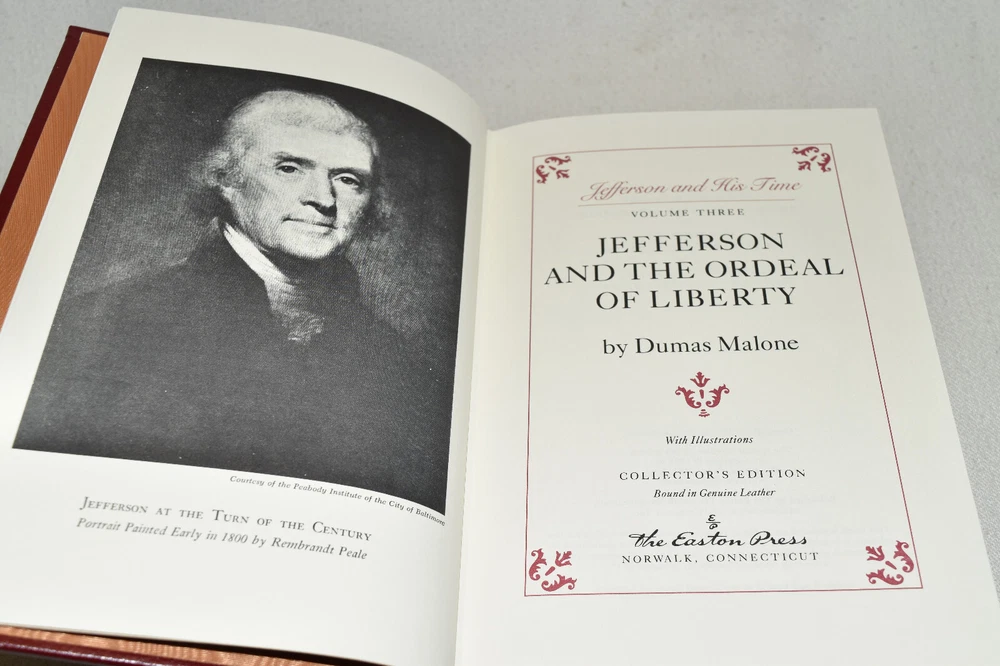 Courtesy of the Peabody Institute of the City of Baltimore
JEFFERSON AT THE TURN OF THE CENTURY
Portrait Painted Early in 1800 by Rembrandt Peale
Jefferson and His Time
VOLUME THREE
JEFFERSON
AND THE ORDEAL
OF LIBERTY
by Dumas Malone
With Illustrations
COLLECTOR'S EDITION
Bound in Genuine Leather
the Easton Press
NORWALK, CONNECTICUT